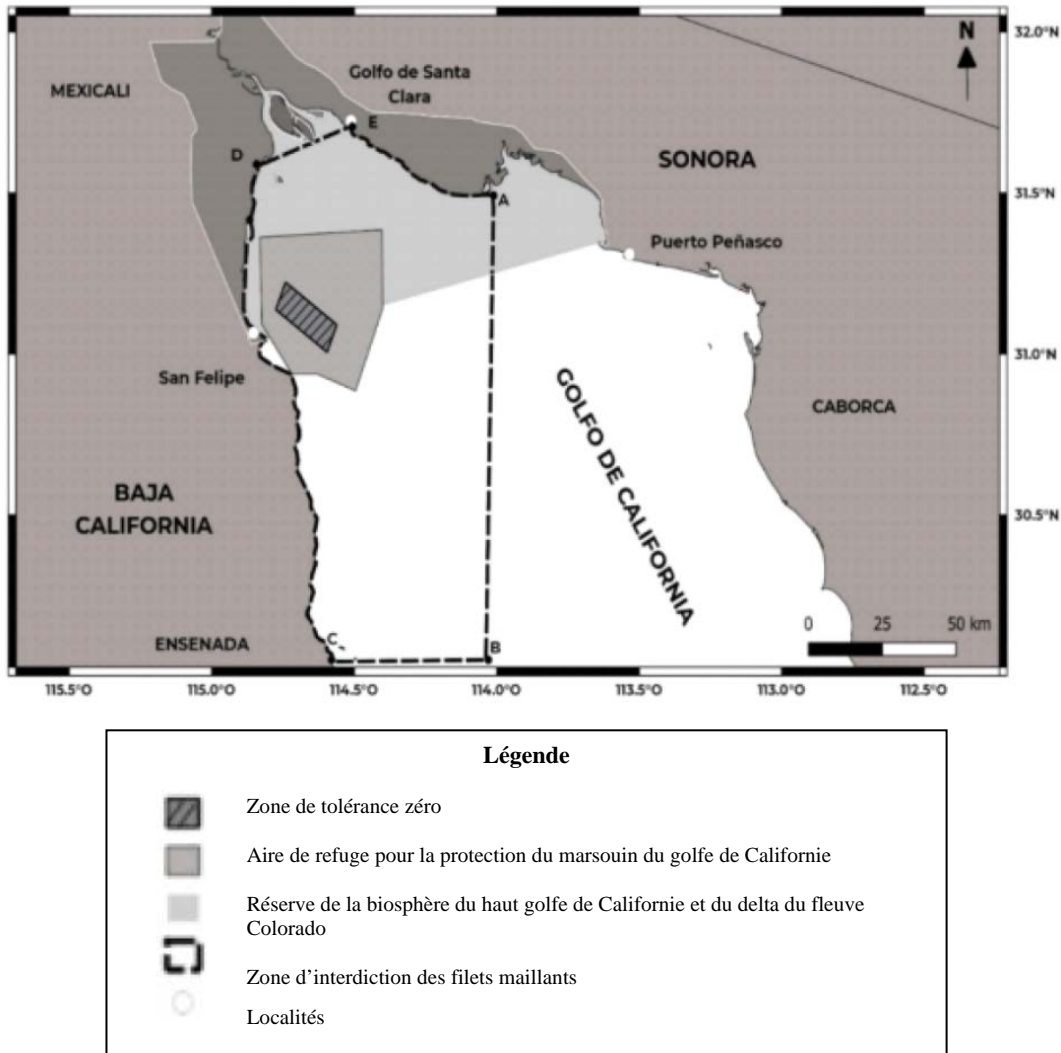 N
32.0°N
Golfo de Santa
Clara
MEXICALI
E
D
SONORA
31.5°N
A
Puerto Peñasco
31.0°N
San Felipe
GOLFO DE CALIFORNIA
CABORCA
BAJA
CALIFORNIA
30.5°N
0 25 50 km
ENSENADA
C
B
115.5°O 115.0°O 114.5°O 114.0°O 113.5°O 113.0°O 112.5°O
Légende
Zone de tolérance zéro
Aire de refuge pour la protection du marsouin du golfe de Californie
Réserve de la biosphère du haut golfe de Californie et du delta du fleuve
Colorado
Zone d’interdiction des filets maillants
Localités